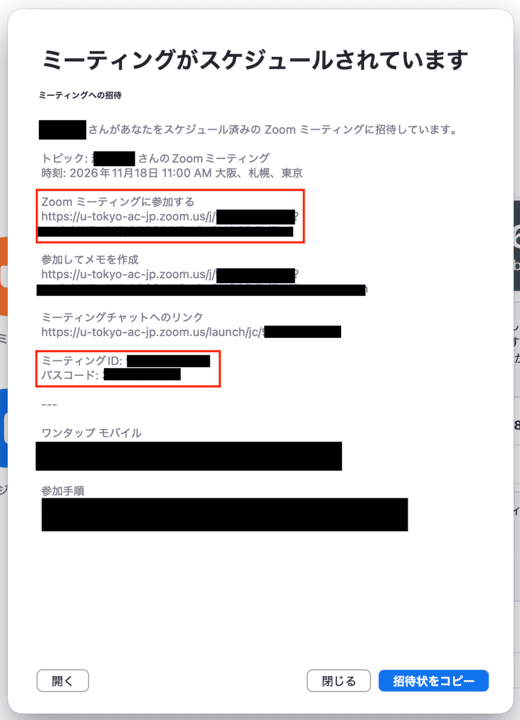 ミーティングがスケジュールされています
ミーティングへの招待
さんがあなたをスケジュール済みの Zoom ミーティングに招待しています。
トピック: さんのZoomミーティング
時刻: 2026年11月18日 11:00 AM 大阪、札幌、東京
Zoom ミーティングに参加する
https://u-tokyo-ac-jp.zoom.us/j/ ?
参加してメモを作成
https://u-tokyo-ac-jp.zoom.us/j/ ?
ミーティングチャットへのリンク
https://u-tokyo-ac-jp.zoom.us/launch/jc/
ミーティングID:
パスコード:
---
ワンタップ モバイル
参加手順
開く
閉じる
招待状をコピー